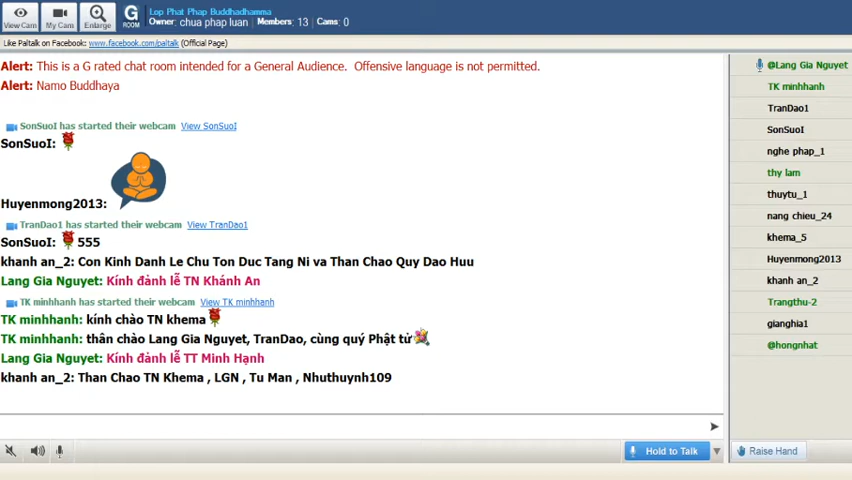 View Cam
My Cam
Enlarge
G
ROOM
Lop Phat Phap Buddhadhamma
Owner: chua phap luan Members: 13 Cams: 0
Like Paltalk on Facebook: www.facebook.com/paltalk (Official Page)
Alert: This is a G rated chat room intended for a General Audience. Offensive language is not permitted.
Alert: Namo Buddhaya
SonSuoI has started their webcam View SonSuoI
SonSuoI:
Huyenmong2013:
TranDao1 has started their webcam View TranDao1
SonSuoI: 555
khanh an_2: Con Kinh Danh Le Chu Ton Duc Tang Ni va Than Chao Quy Dao Huu
Lang Gia Nguyet: Kính đảnh lễ TN Khánh An
TK minhhanh has started their webcam View TK minhhanh
TK minhhanh: kính chào TN khema
TK minhhanh: thân chào Lang Gia Nguyet, TranDao, cùng quý Phật tử
Lang Gia Nguyet: Kính đảnh lễ TT Minh Hạnh
khanh an_2: Than Chao TN Khema , LGN , Tu Man , Nhuthuynh109
@Lang Gia Nguyet
TK minhhanh
TranDao1
SonSuoI
nghe phap_1
thy lam
thuytu_1
nang chieu_24
khema_5
Huyenmong2013
khanh an_2
Trangthu-2
gianghia1
@hongnhat
Hold to Talk
Raise Hand